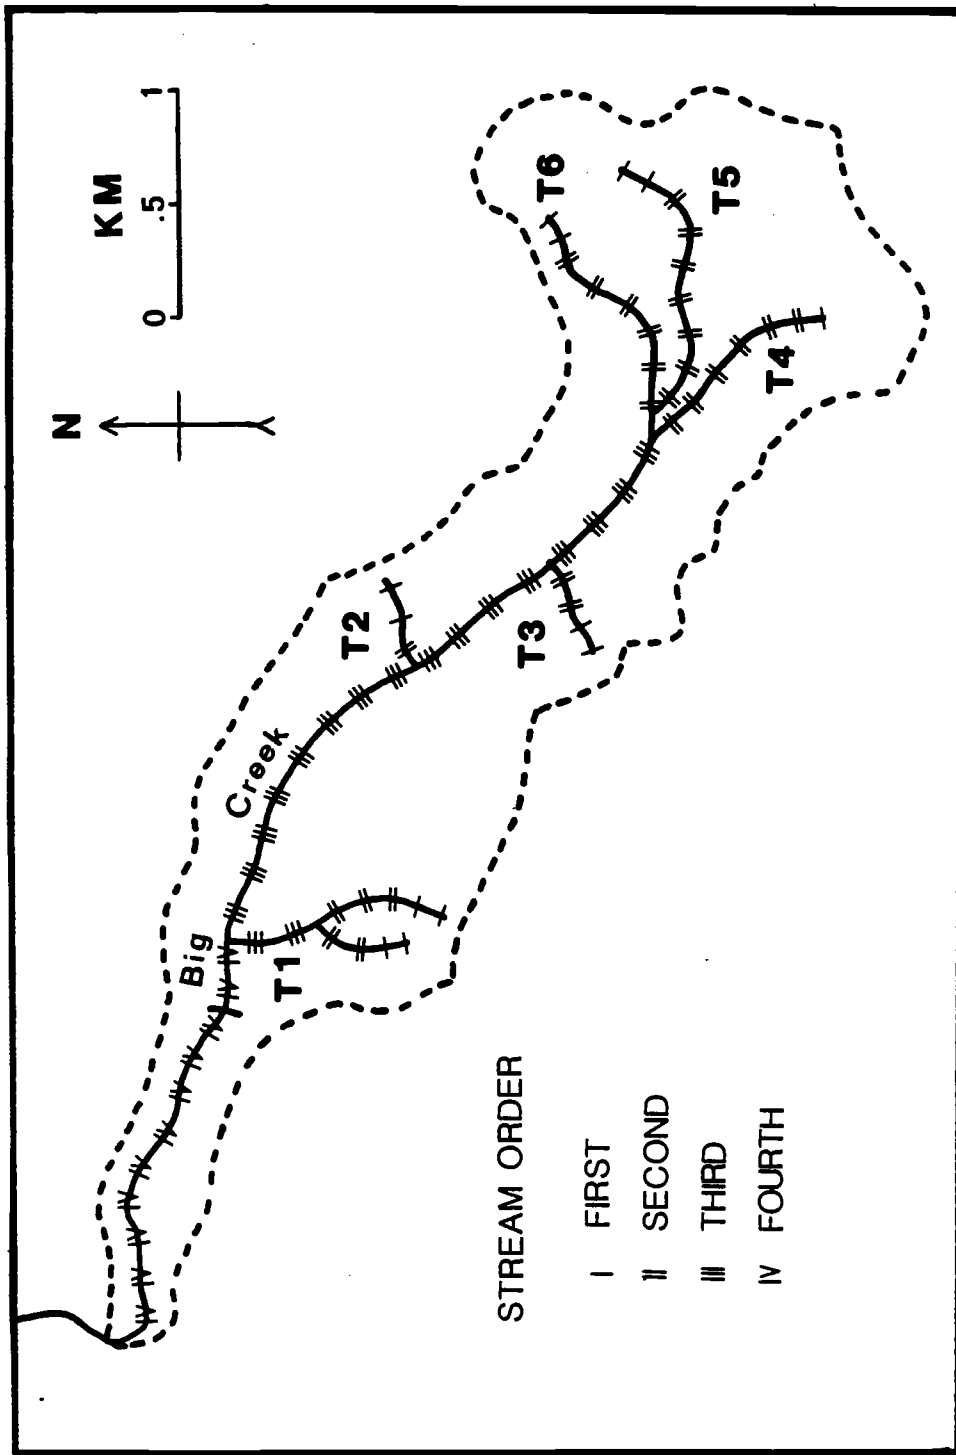 N
KM
0 .5 1
Big Creek
T1
T2
T3
T4
T5
T6
STREAM ORDER
I FIRST
II SECOND
III THIRD
IV FOURTH